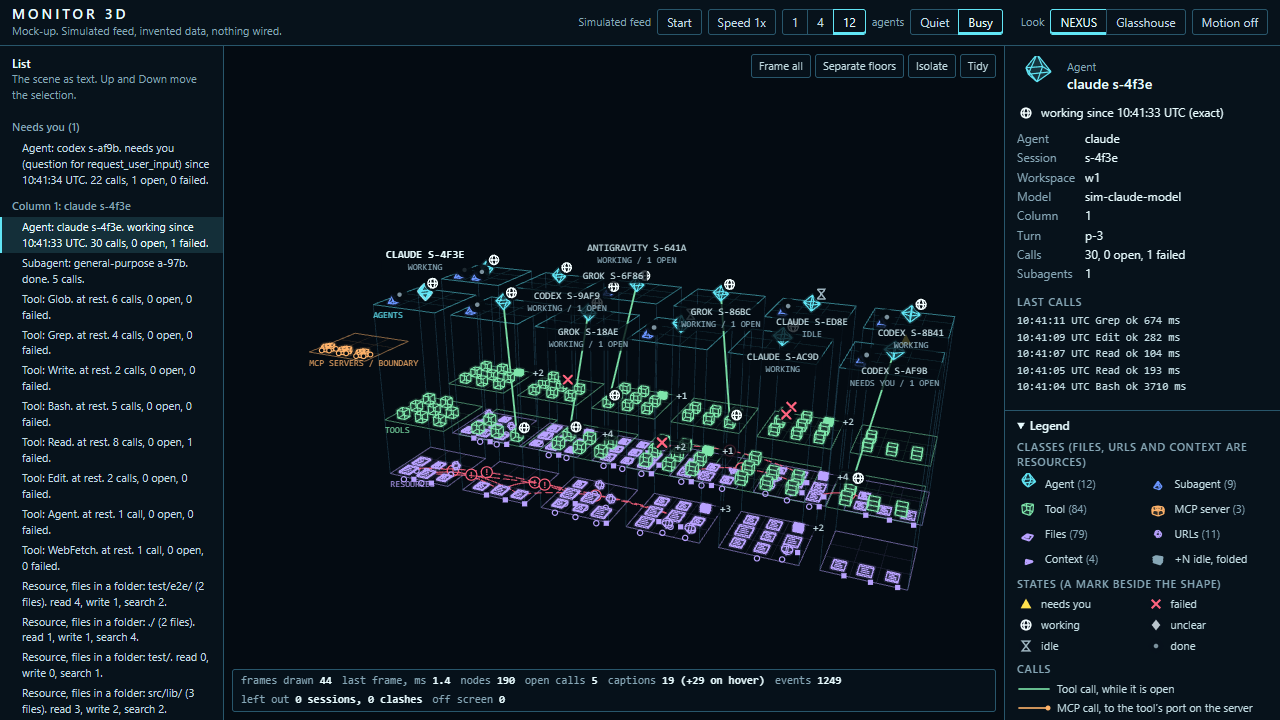 MONITOR 3D
Mock-up. Simulated feed, invented data, nothing wired.
Simulated feed Start Speed 1x 1 4 12 agents Quiet Busy Look NEXUS Glasshouse Motion off
List
The scene as text. Up and Down move
the selection.
Needs you (1)
Agent: codex s-af9b. needs you
(question for request_user_input) since
10:41:34 UTC. 22 calls, 1 open, 0 failed.
Column 1: claude s-4f3e
Agent: claude s-4f3e. working since
10:41:33 UTC. 30 calls, 0 open, 1 failed.
Subagent: general-purpose a-97b.
done. 5 calls.
Tool: Glob. at rest. 6 calls, 0 open, 0
failed.
Tool: Grep. at rest. 4 calls, 0 open, 0
failed.
Tool: Write. at rest. 2 calls, 0 open, 0
failed.
Tool: Bash. at rest. 5 calls, 0 open, 0
failed.
Tool: Read. at rest. 8 calls, 0 open, 1
failed.
Tool: Edit. at rest. 2 calls, 0 open, 0
failed.
Tool: Agent. at rest. 1 call, 0 open, 0
failed.
Tool: WebFetch. at rest. 1 call, 0 open,
0 failed.
Resource, files in a folder: test/e2e/ (2
files). read 4, write 1, search 2.
Resource, files in a folder: ./ (2 files).
read 1, write 1, search 4.
Resource, files in a folder: test/. read 0,
write 0, search 1.
Resource, files in a folder: src/lib/ (3
files). read 3, write 2, search 2.
Frame all Separate floors Isolate Tidy
CLAUDE S-4F3E
WORKING
ANTIGRAVITY S-641A
WORKING / 1 OPEN
GROK S-6F86
CODEX S-9AF9
WORKING / 1 OPEN
GROK S-18AE
WORKING / 1 OPEN
GROK S-86BC
WORKING / 1 OPEN
CLAUDE S-ED8E
IDLE
CLAUDE S-AC9D
WORKING
CODEX S-8B41
WORKING
CODEX S-AF9B
NEEDS YOU / 1 OPEN
AGENTS
MCP SERVERS / BOUNDARY
TOOLS
+2
+1
+2
+4
+2
+1
+4
+3
+2
frames drawn 44 last frame, ms 1.4 nodes 190 open calls 5 captions 19 (+29 on hover) events 1249
left out 0 sessions, 0 clashes off screen 0
Agent
claude s-4f3e
working since 10:41:33 UTC (exact)
Agent claude
Session s-4f3e
Workspace w1
Model sim-claude-model
Column 1
Turn p-3
Calls 30, 0 open, 1 failed
Subagents 1
LAST CALLS
10:41:11 UTC Grep ok 674 ms
10:41:09 UTC Edit ok 282 ms
10:41:07 UTC Read ok 104 ms
10:41:05 UTC Read ok 193 ms
10:41:04 UTC Bash ok 3710 ms
Legend
CLASSES (FILES, URLS AND CONTEXT ARE
RESOURCES)
Agent (12) Subagent (9)
Tool (84) MCP server (3)
Files (79) URLs (11)
Context (4) +N idle, folded
STATES (A MARK BESIDE THE SHAPE)
needs you failed
working unclear
idle done
CALLS
Tool call, while it is open
MCP call, to the tool's port on the server